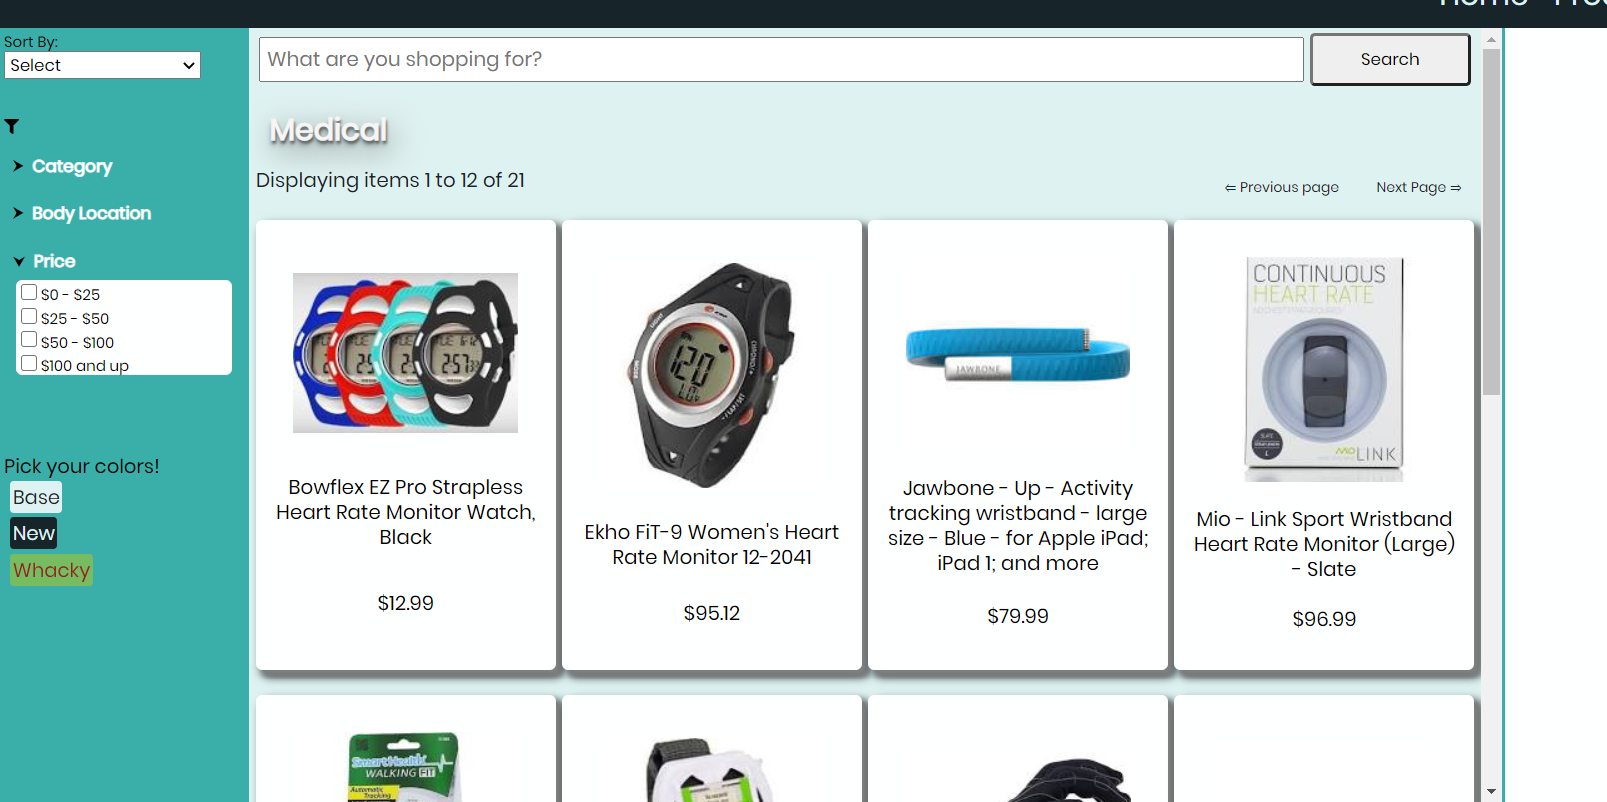 Home
Sort By:
Select
Category
Body Location
Price
$0 - $25
$25 - $50
$50 - $100
$100 and up
Pick your colors!
Base
New
Whacky
What are you shopping for?
Search
Medical
Displaying items 1 to 12 of 21
⇐ Previous page
Next Page ⇒
Bowflex EZ Pro Strapless
Heart Rate Monitor Watch,
Black
$12.99
120
Ekho FiT-9 Women's Heart
Rate Monitor 12-2041
$95.12
JAWBONE
Jawbone - Up - Activity
tracking wristband - large
size - Blue - for Apple iPad;
iPad 1; and more
$79.99
CONTINUOUS
HEART RATE
MIO LINK
Mio - Link Sport Wristband
Heart Rate Monitor (Large)
- Slate
$96.99
SmartHealth
WALKING FIT
Automatic
Tracking